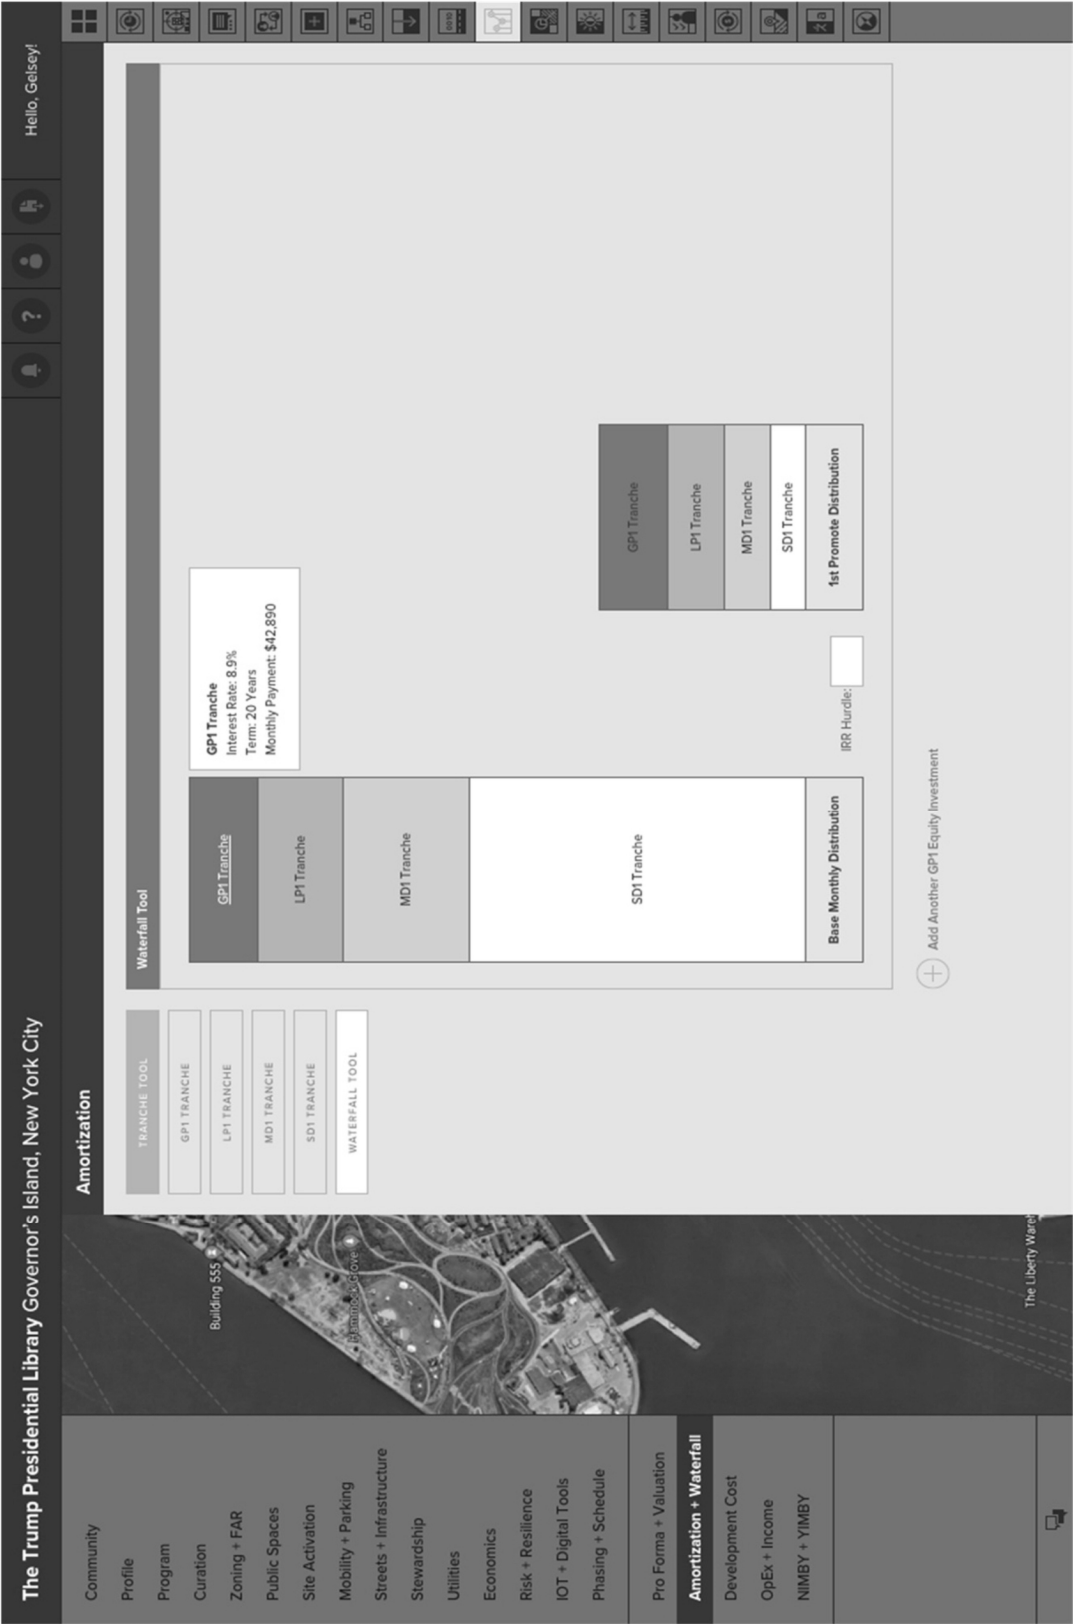 The Trump Presidential Library Governor's Island, New York City
Hello, Gelsey!
Community
Profile
Program
Curation
Zoning + FAR
Public Spaces
Site Activation
Mobility + Parking
Streets + Infrastructure
Stewardship
Utilities
Economics
Risk + Resilience
IOT + Digital Tools
Phasing + Schedule
Pro Forma + Valuation
Amortization + Waterfall
Development Cost
OpEx + Income
NIMBY + YIMBY
Building 555
Hammock Grove
The Liberty Wareh
Amortization
TRANCHE TOOL
GP1 TRANCHE
LP1 TRANCHE
MD1 TRANCHE
SD1 TRANCHE
WATERFALL TOOL
Waterfall Tool
GP1 Tranche
LP1 Tranche
MD1 Tranche
SD1 Tranche
Base Monthly Distribution
GP1 Tranche
Interest Rate: 8.9%
Term: 20 Years
Monthly Payment: $42,890
IRR Hurdle:
GP1 Tranche
LP1 Tranche
MD1 Tranche
SD1 Tranche
1st Promote Distribution
Add Another GP1 Equity Investment